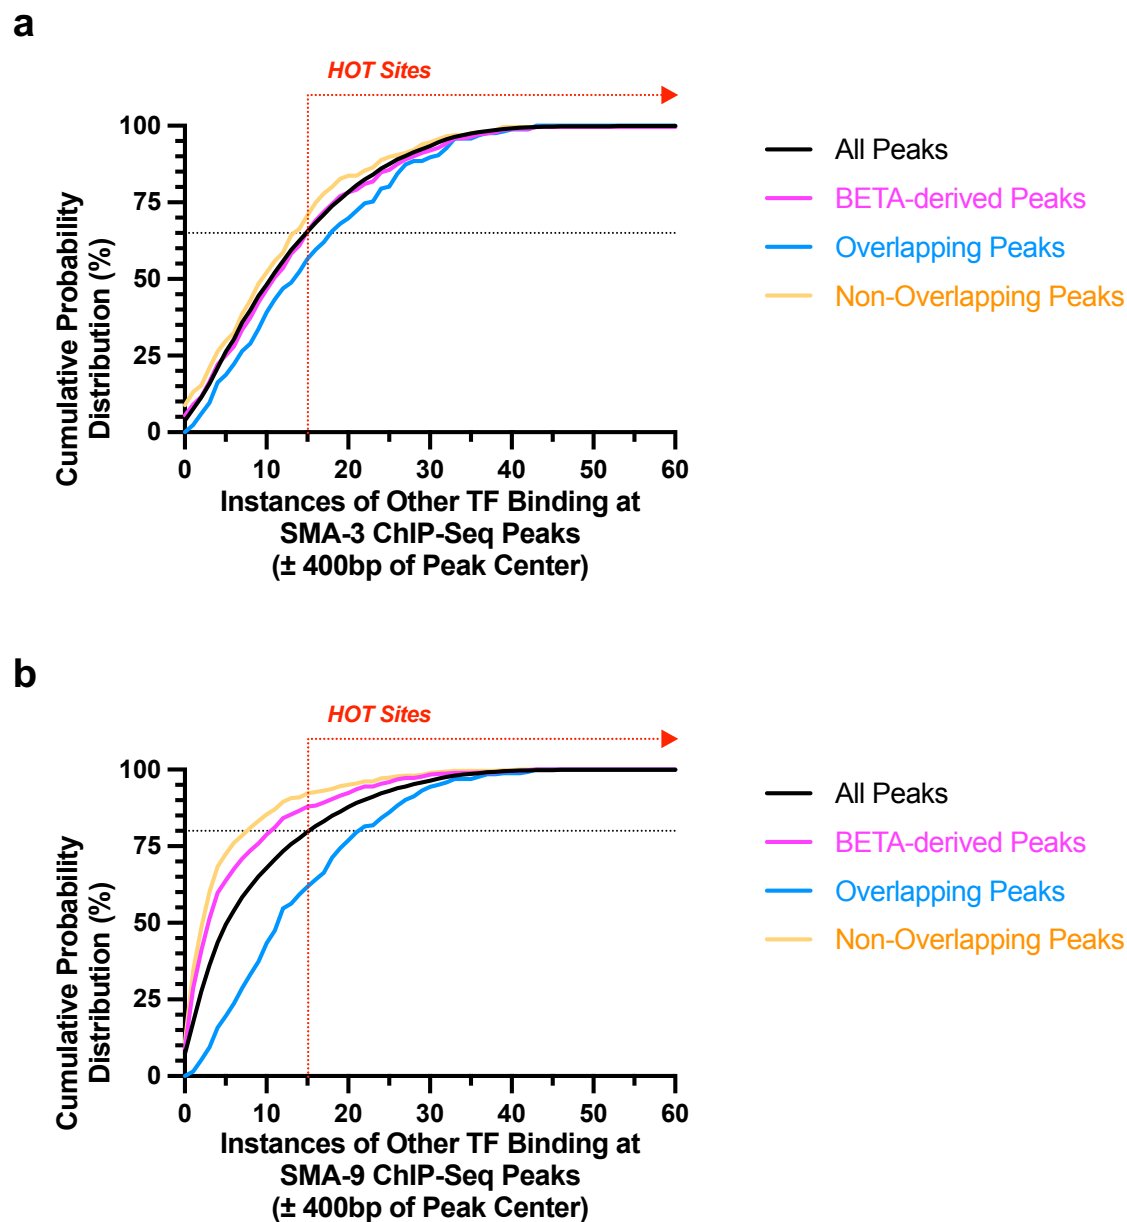 a
HOT Sites
100
75
50
25
0
Cumulative Probability
Distribution (%)
0 10 20 30 40 50 60
Instances of Other TF Binding at
SMA-3 ChIP-Seq Peaks
(± 400bp of Peak Center)
All Peaks
BETA-derived Peaks
Overlapping Peaks
Non-Overlapping Peaks
b
HOT Sites
100
75
50
25
0
Cumulative Probability
Distribution (%)
0 10 20 30 40 50 60
Instances of Other TF Binding at
SMA-9 ChIP-Seq Peaks
(± 400bp of Peak Center)
All Peaks
BETA-derived Peaks
Overlapping Peaks
Non-Overlapping Peaks